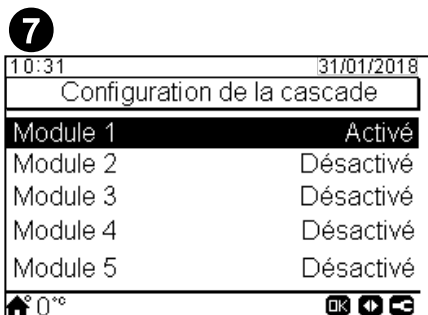 7
10:31 31/01/2018
Configuration de la cascade
Module 1 Activé
Module 2 Désactivé
Module 3 Désactivé
Module 4 Désactivé
Module 5 Désactivé
0°c OK